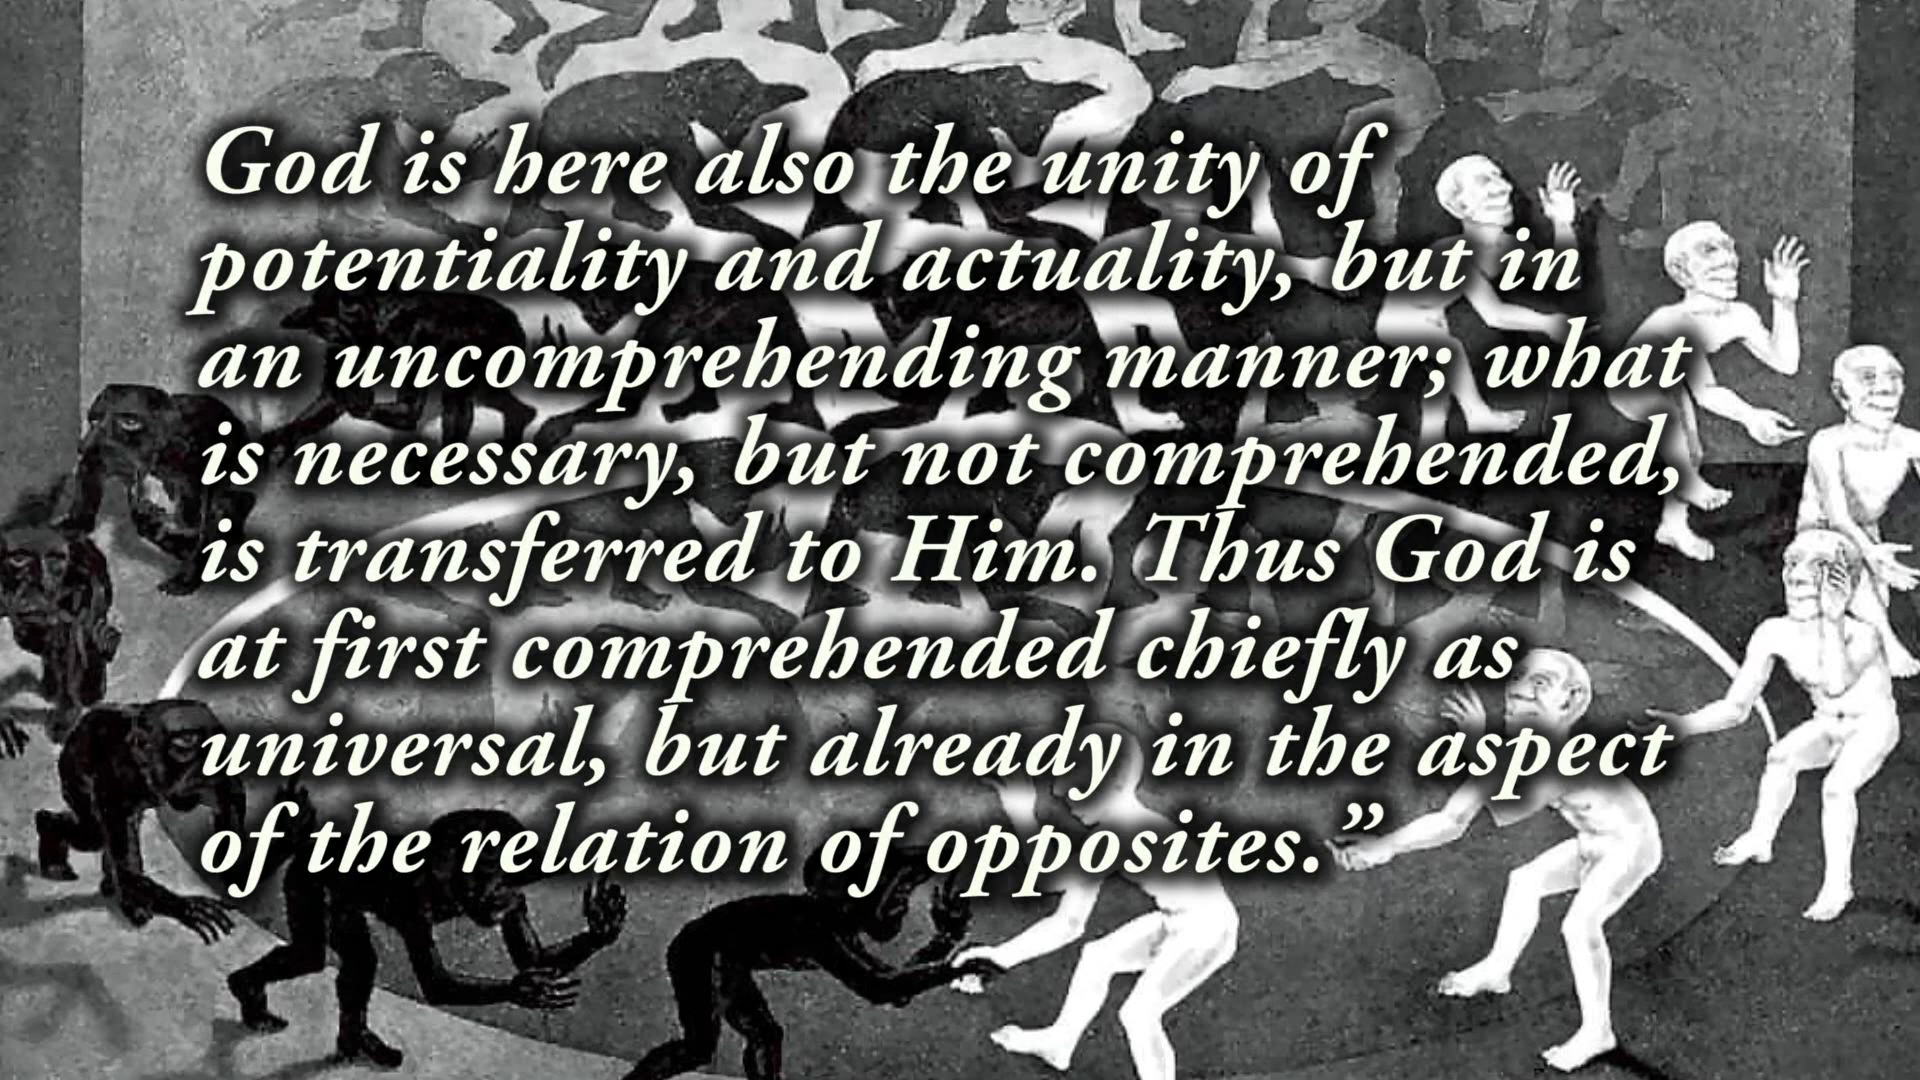 God is here also the unity of
potentiality and actuality, but in
an uncomprehending manner; what
is necessary, but not comprehended,
is transferred to Him. Thus God is
at first comprehended chiefly as
universal, but already in the aspect
of the relation of opposites.”